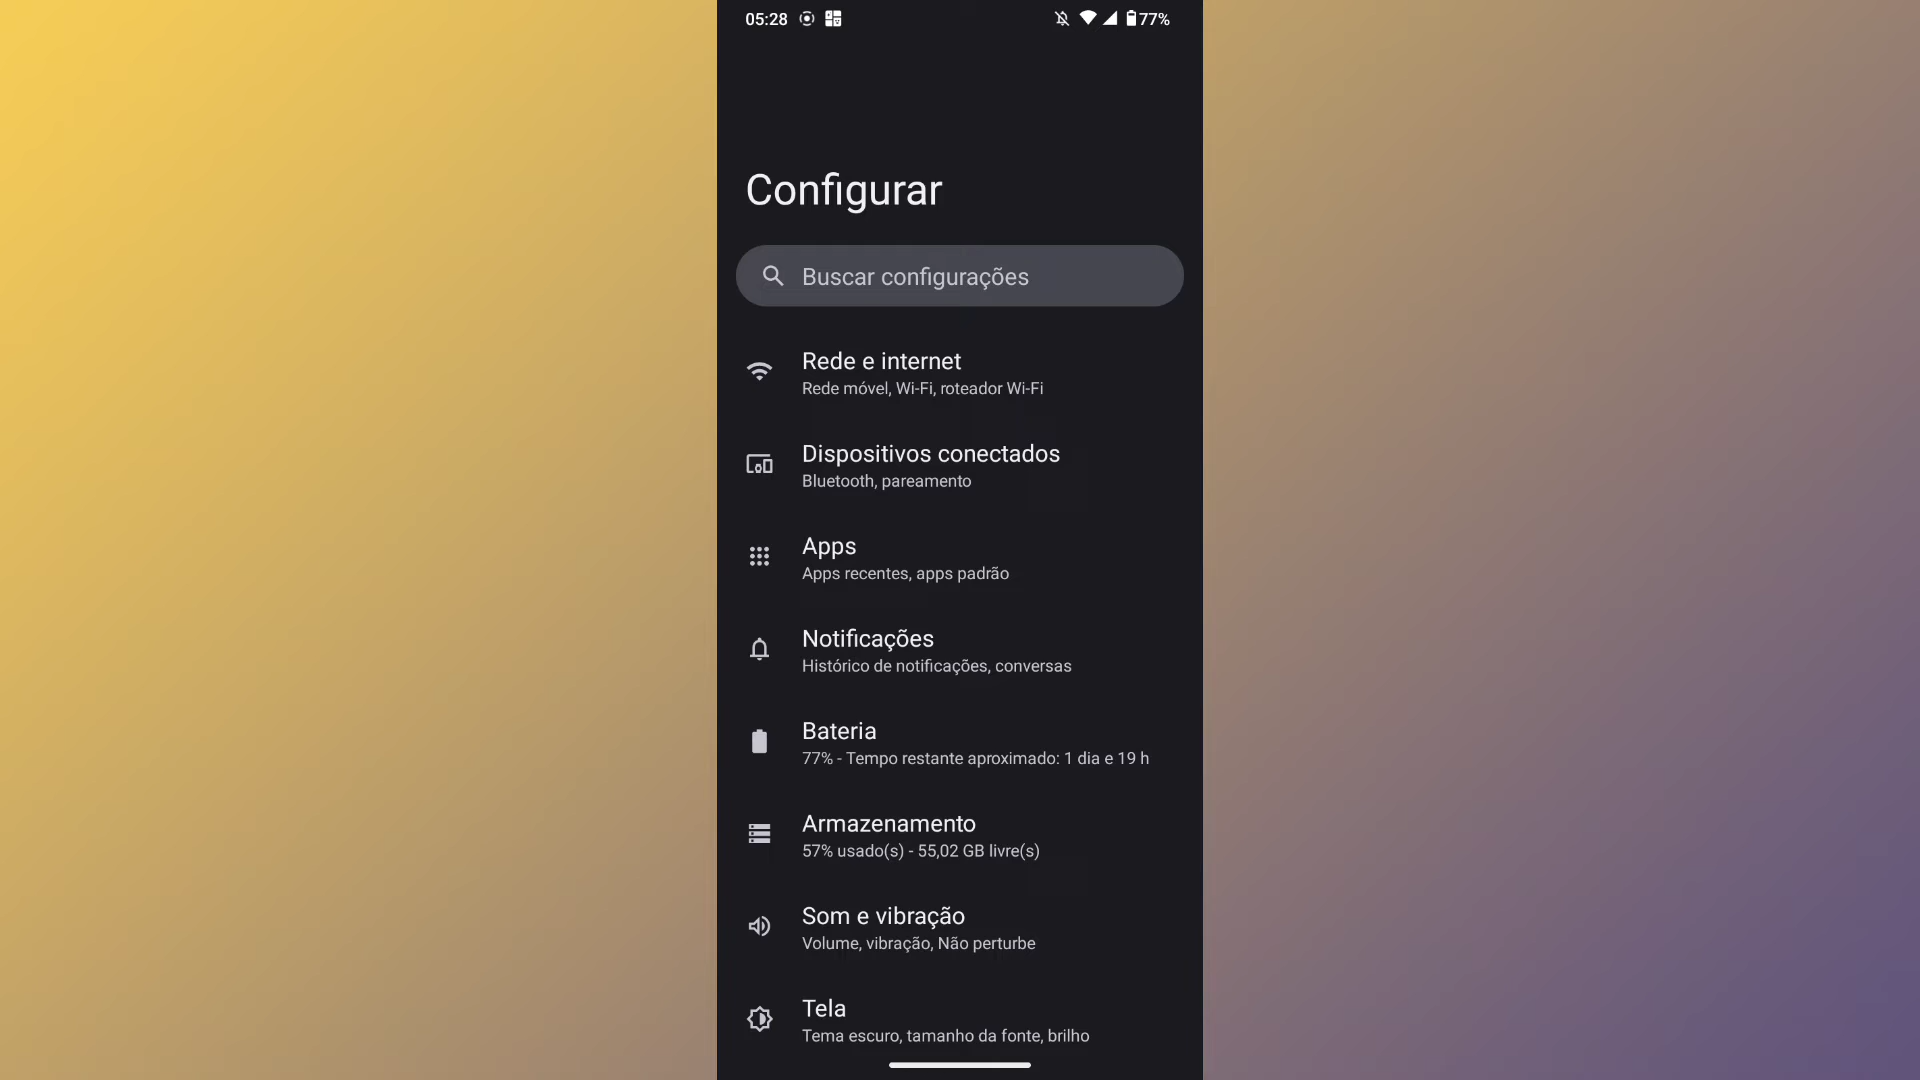 05:28 77%
Configurar
Buscar configurações
Rede e internet
Rede móvel, Wi-Fi, roteador Wi-Fi
Dispositivos conectados
Bluetooth, pareamento
Apps
Apps recentes, apps padrão
Notificações
Histórico de notificações, conversas
Bateria
77% - Tempo restante aproximado: 1 dia e 19 h
Armazenamento
57% usado(s) - 55,02 GB livre(s)
Som e vibração
Volume, vibração, Não perturbe
Tela
Tema escuro, tamanho da fonte, brilho